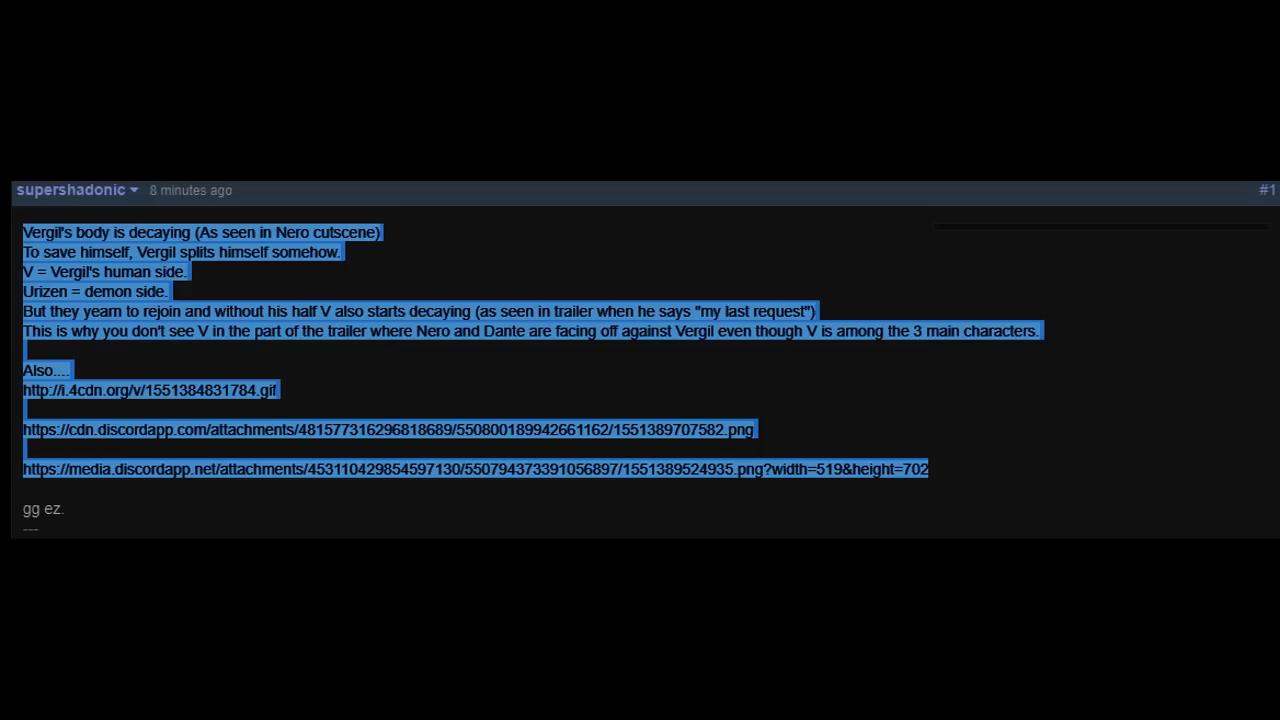 supershadonic 8 minutes ago #1
Vergil's body is decaying (As seen in Nero cutscene)
To save himself, Vergil splits himself somehow.
V = Vergil's human side.
Urizen = demon side.
But they yearn to rejoin and without his half V also starts decaying (as seen in trailer when he says "my last request")
This is why you don't see V in the part of the trailer where Nero and Dante are facing off against Vergil even though V is among the 3 main characters.
Also....
http://i.4cdn.org/v/1551384831784.gif
https://cdn.discordapp.com/attachments/481577316296818689/550800189942661162/1551389707582.png
https://media.discordapp.net/attachments/453110429854597130/550794373391056897/1551389524935.png?width=519&height=702
gg ez.
---